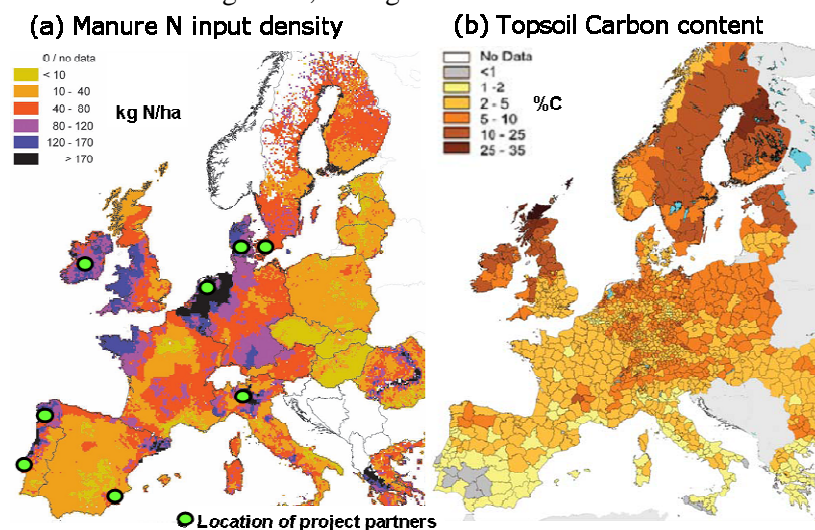 (a) Manure N input density
0 / no data
< 10
10 - 40
40 - 80
80 - 120
120 - 170
> 170
kg N/ha
Location of project partners
(b) Topsoil Carbon content
No Data
<1
1 -2
2 - 5
5 - 10
10 - 25
25 - 35
%C